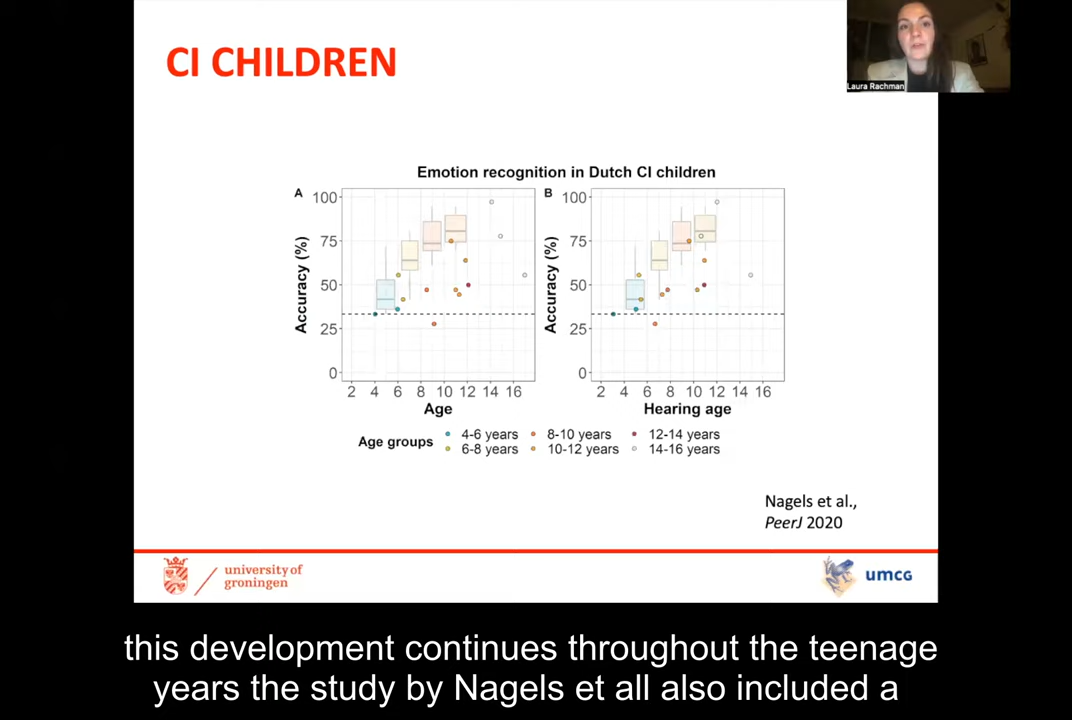 CI CHILDREN
Laura Rachman
Emotion recognition in Dutch CI children
A
100
75
50
25
0
Accuracy (%)
2 4 6 8 10 12 14 16
Age
B
100
75
50
25
0
Accuracy (%)
2 4 6 8 10 12 14 16
Hearing age
Age groups
4-6 years 8-10 years 12-14 years
6-8 years 10-12 years 14-16 years
Nagels et al.,
PeerJ 2020
university of
groningen
umcg
this development continues throughout the teenage
years the study by Nagels et all also included a